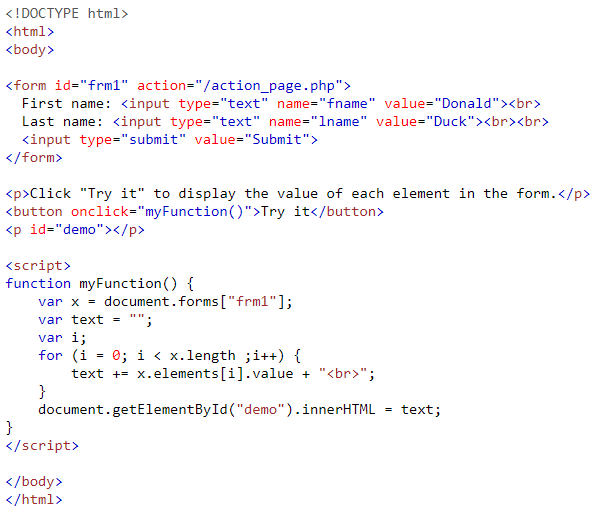 <!DOCTYPE html>
<html>
<body>

<form id="frm1" action="/action_page.php">
  First name: <input type="text" name="fname" value="Donald"><br>
  Last name: <input type="text" name="lname" value="Duck"><br><br>
  <input type="submit" value="Submit">
</form>

<p>Click "Try it" to display the value of each element in the form.</p>
<button onclick="myFunction()">Try it</button>
<p id="demo"></p>

<script>
function myFunction() {
    var x = document.forms["frm1"];
    var text = "";
    var i;
    for (i = 0; i < x.length ;i++) {
        text += x.elements[i].value + "<br>";
    }
    document.getElementById("demo").innerHTML = text;
}
</script>

</body>
</html>